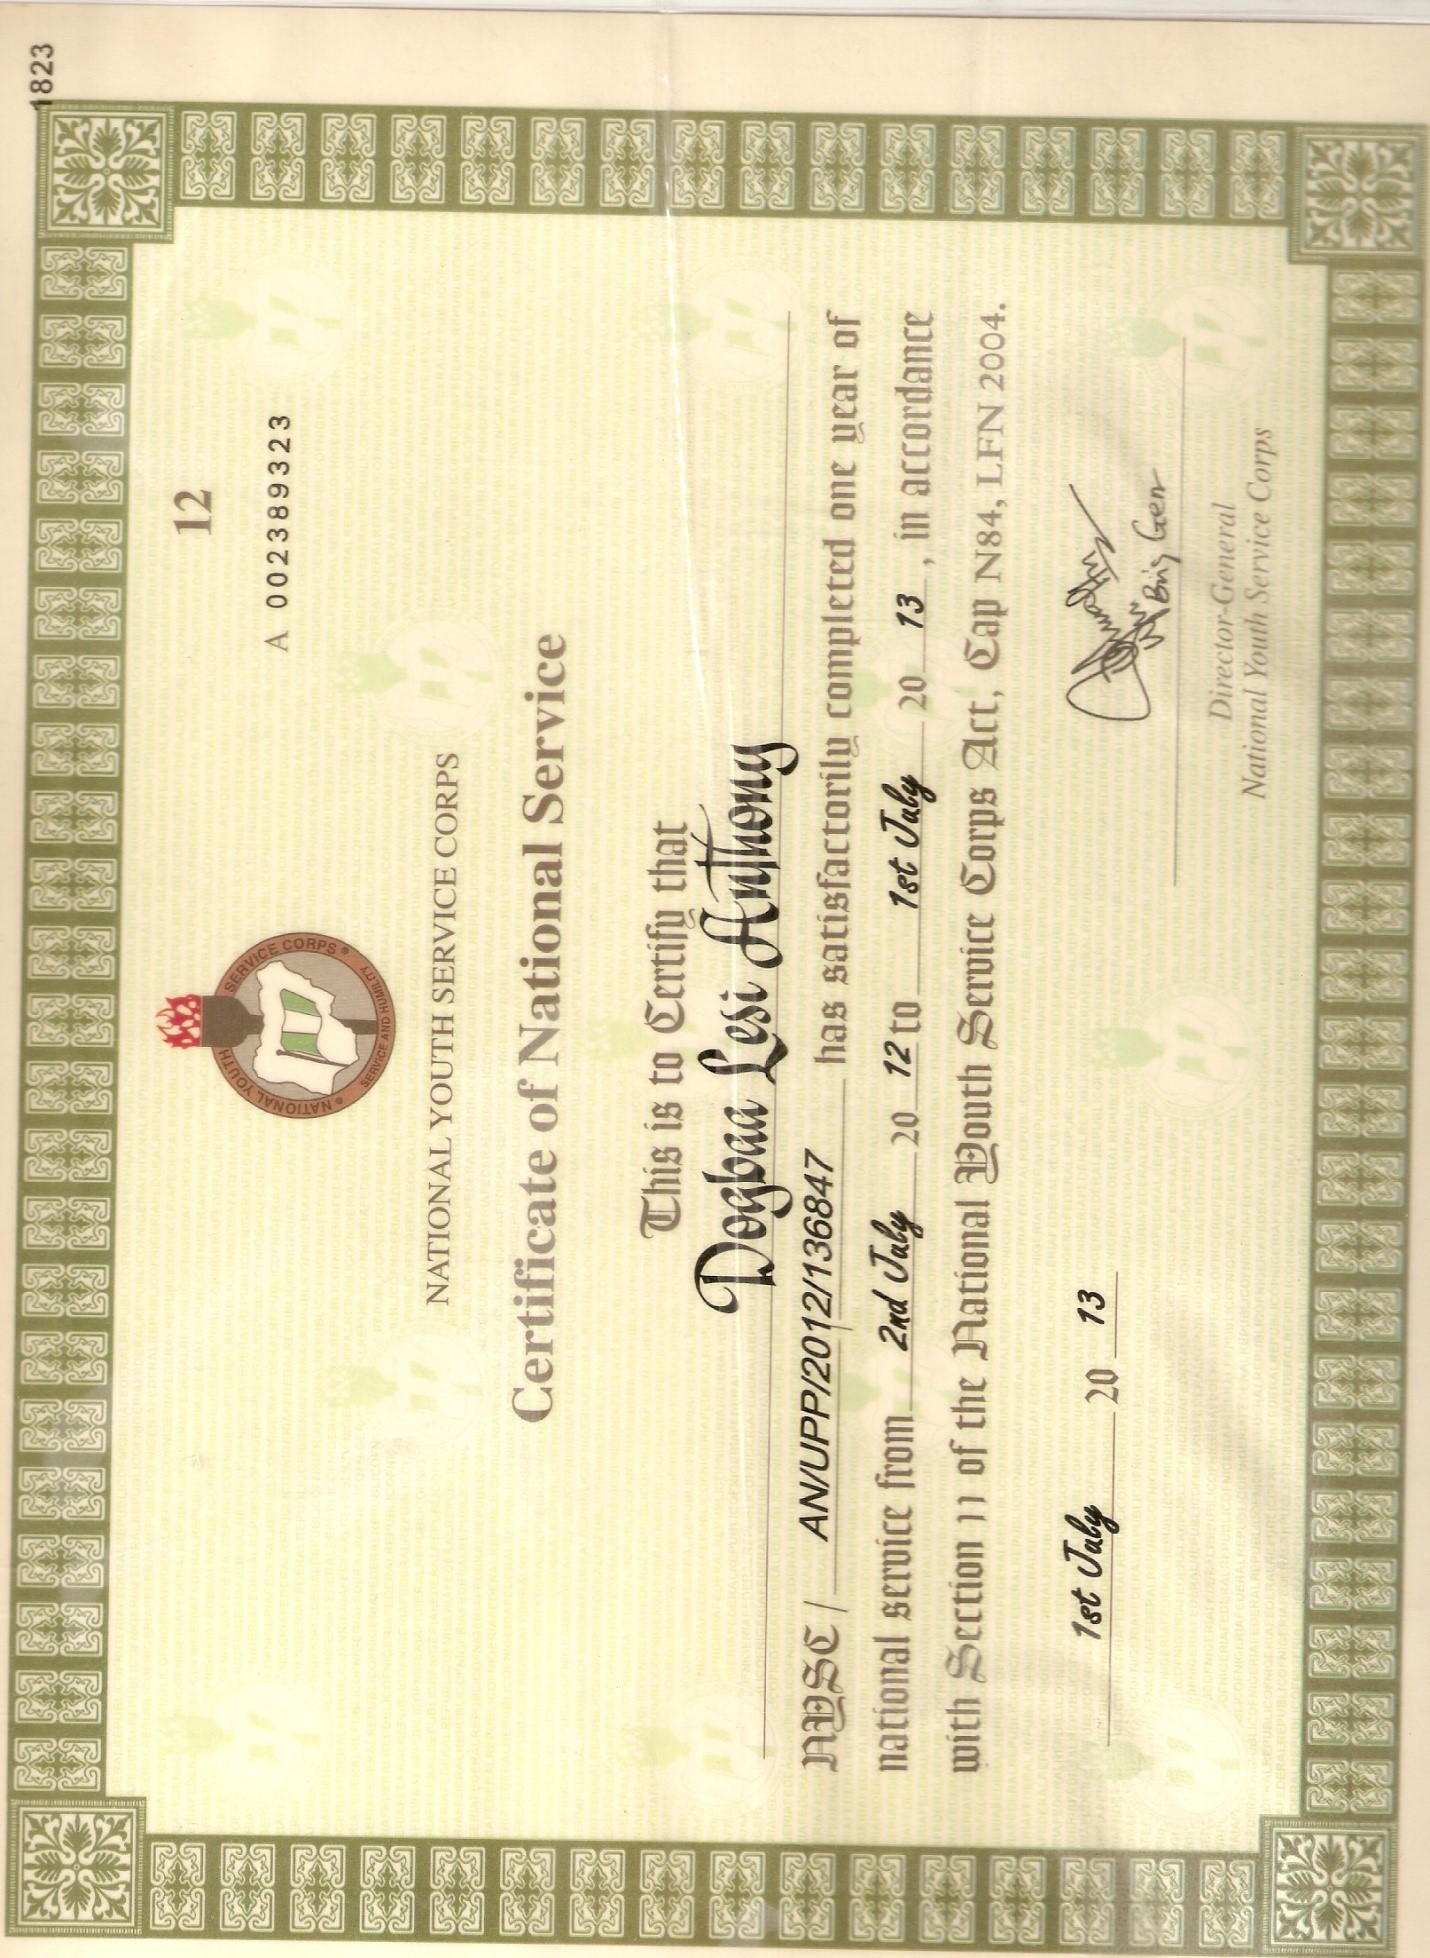 1823
12
A 002389323
NATIONAL YOUTH SERVICE CORPS
SERVICE AND HUMILITY
NATIONAL YOUTH SERVICE CORPS
Certificate of National Service
This is to Certify that
Dogbaa Lesi Anthony
NYSC / AN/UPP/2012/136847 has satisfactorily completed one year of
national service from 2nd July 20 12 to 1st July 20 13, in accordance
with Section 11 of the National Youth Service Corps Act, Cap N84, LFN 2004.
1st July 20 13
Brig Gen
Director-General
National Youth Service Corps